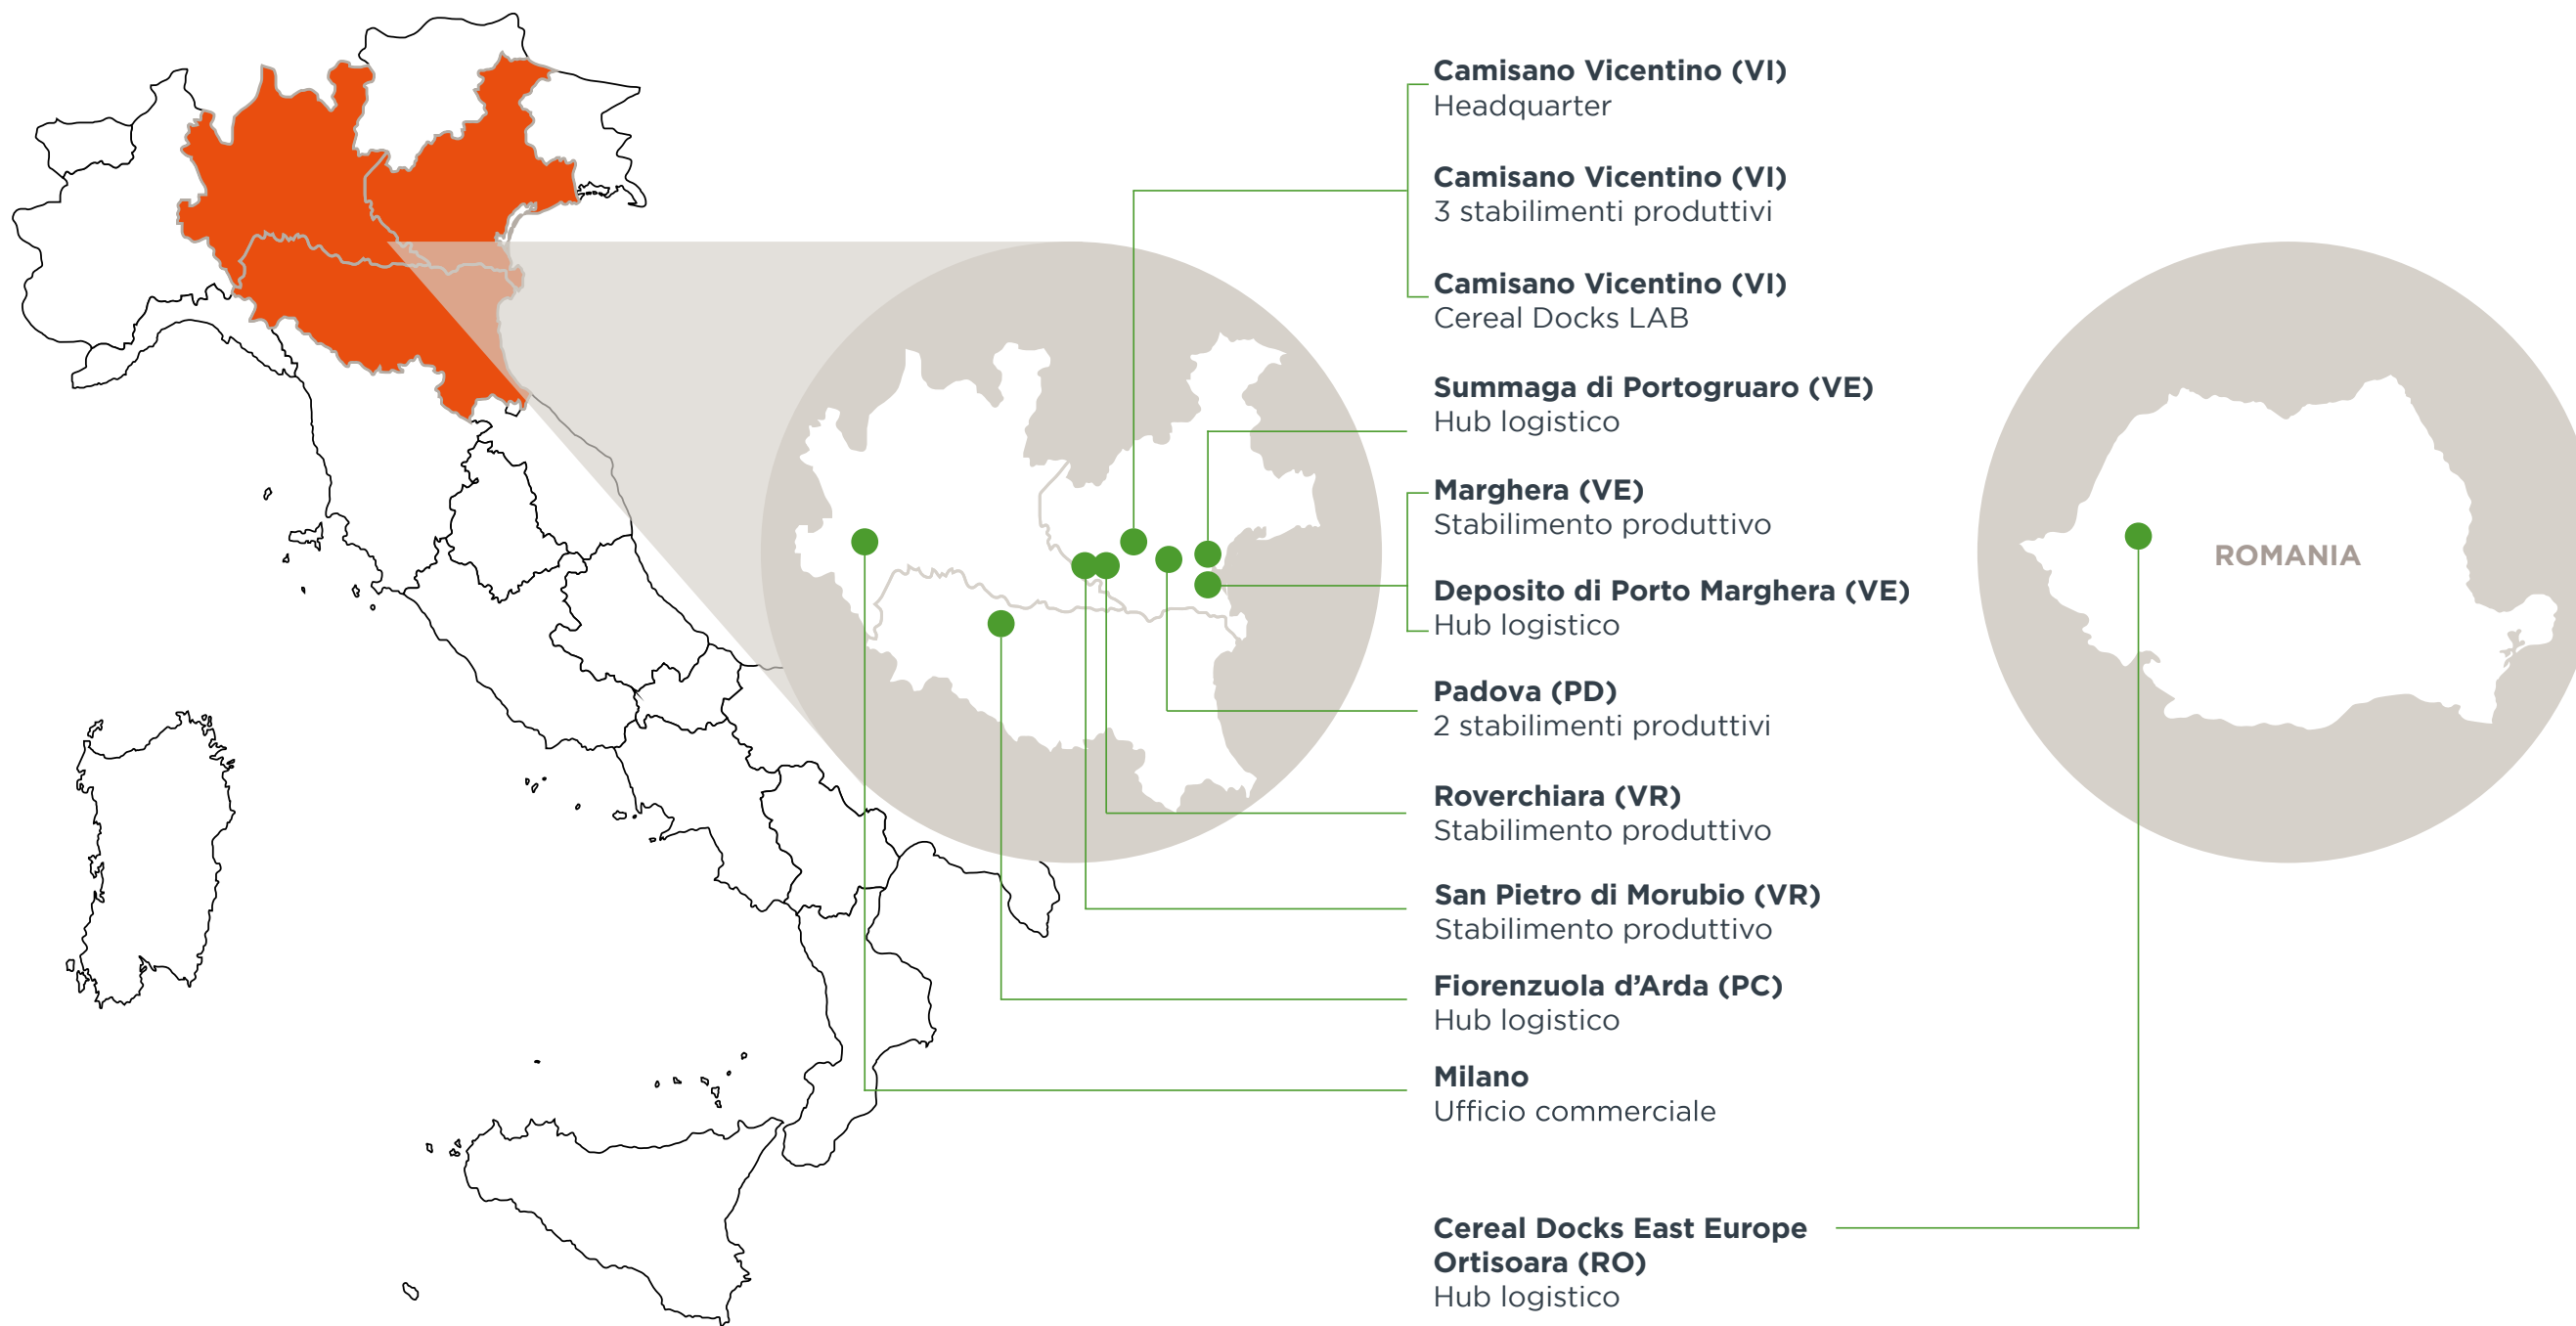 Camisano Vicentino (VI)
Headquarter
Camisano Vicentino (VI)
3 stabilimenti produttivi
Camisano Vicentino (VI)
Cereal Docks LAB
Summaga di Portogruaro (VE)
Hub logistico
Marghera (VE)
Stabilimento produttivo
Deposito di Porto Marghera (VE)
Hub logistico
Padova (PD)
2 stabilimenti produttivi
Roverchiara (VR)
Stabilimento produttivo
San Pietro di Morubio (VR)
Stabilimento produttivo
Fiorenzuola d’Arda (PC)
Hub logistico
Milano
Ufficio commerciale
Cereal Docks East Europe
Ortisoara (RO)
Hub logistico
ROMANIA